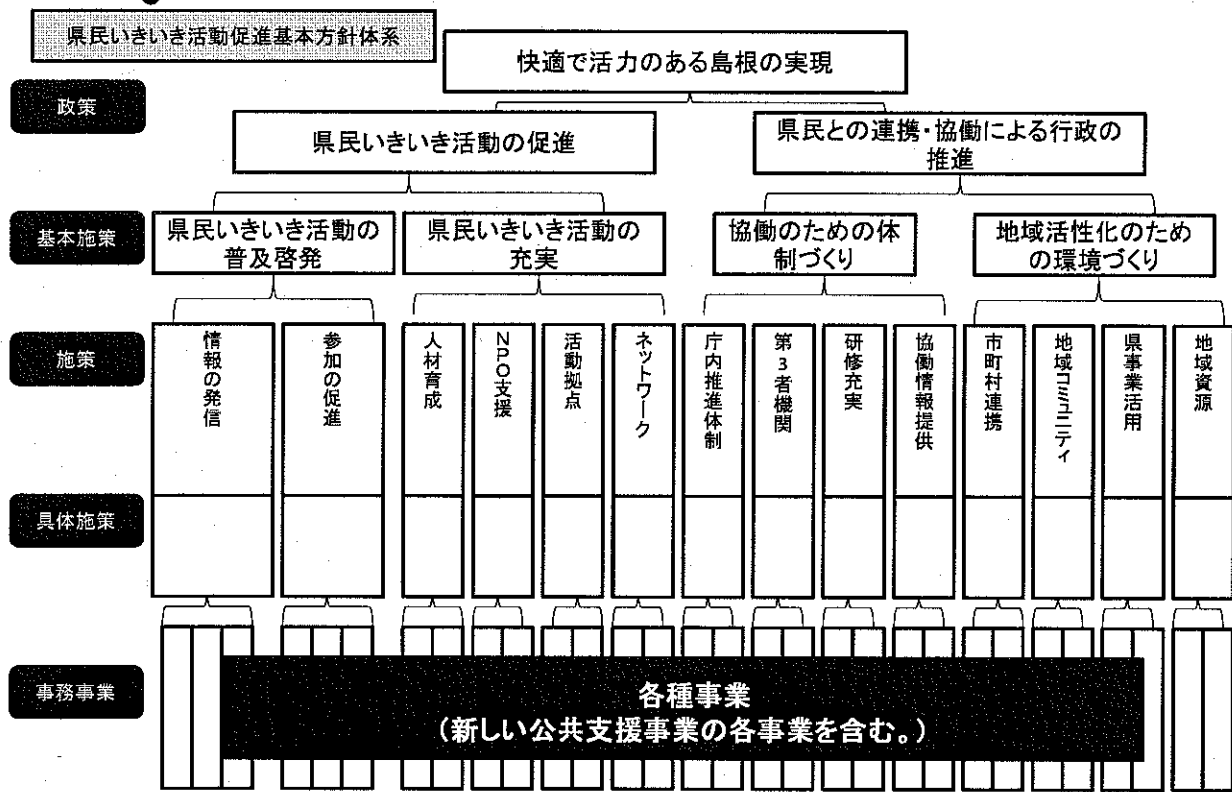 県民いきいき活動促進基本方針体系
快適で活力のある島根の実現
政策
県民いきいき活動の促進
県民との連携・協働による行政の
推進
基本施策
県民いきいき活動の
普及啓発
県民いきいき活動の
充実
協働のための体
制づくり
地域活性化のため
の環境づくり
施策
情報の発信
参加の促進
人材育成
NPO支援
活動拠点
ネットワーク
庁内推進体制
第3者機関
研修充実
協働情報提供
市町村連携
地域コミュニティ
県事業活用
地域資源
具体施策
事務事業
各種事業
(新しい公共支援事業の各事業を含む。)